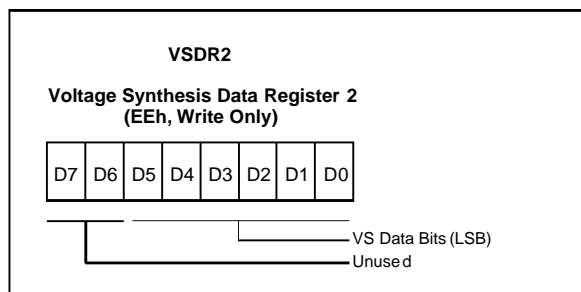 VSDR2
Voltage Synthesis Data Register 2
(EEh, Write Only)
D7 D6 D5 D4 D3 D2 D1 D0
VS Data Bits (LSB)
Unused